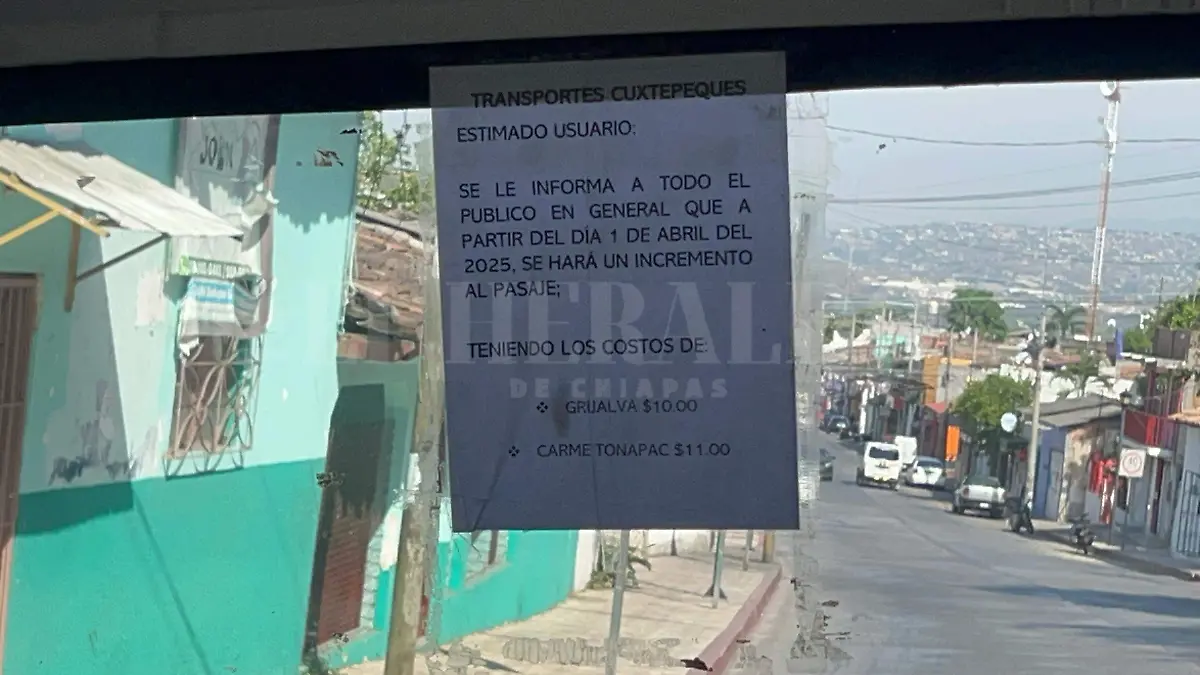 TRANSPORTES CUXTEPEQUES
ESTIMADO USUARIO:
SE LE INFORMA A TODO EL
PUBLICO EN GENERAL QUE A
PARTIR DEL DÍA 1 DE ABRIL DEL
2025, SE HARÁ UN INCREMENTO
AL PASAJE;
TENIENDO LOS COSTOS DE:
❖ GRIJALVA $10.00
❖ CARME TONAPAC $11.00
HERALDO
DE CHIAPAS